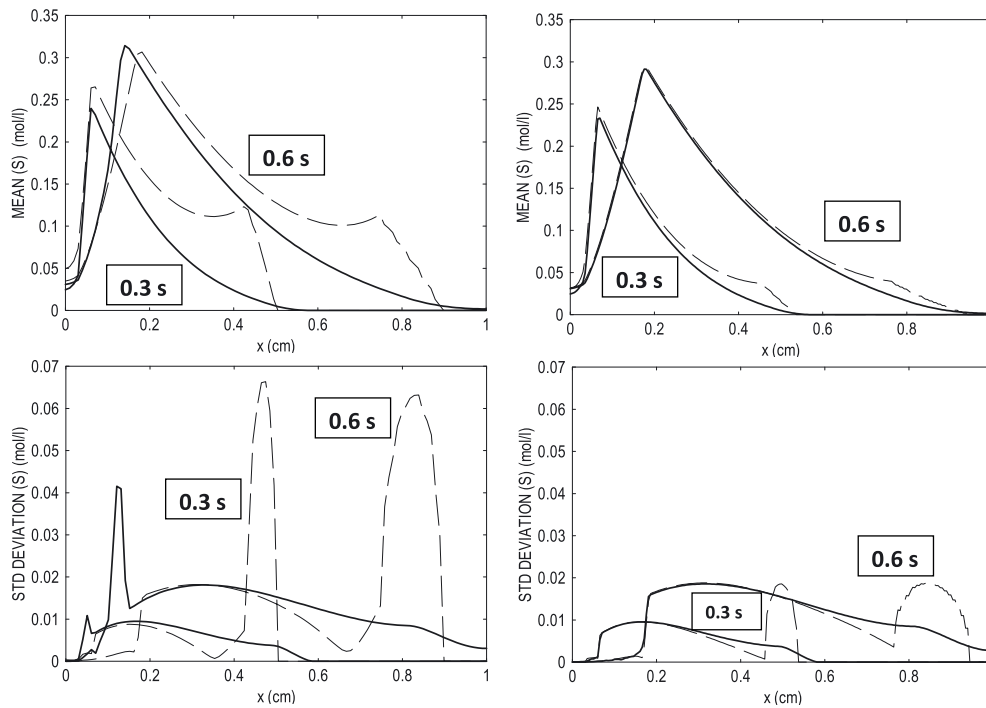 MEAN (S) (mol/l)
0.35
0.3
0.25
0.2
0.15
0.1
0.05
0
0.6 s
0.3 s
0 0.2 0.4 0.6 0.8 1
x (cm)
MEAN (S) (mol/l)
0.35
0.3
0.25
0.2
0.15
0.1
0.05
0
0.6 s
0.3 s
0 0.2 0.4 0.6 0.8
x (cm)
STD DEVIATION (S) (mol/l)
0.07
0.06
0.05
0.04
0.03
0.02
0.01
0
0.6 s
0.3 s
0 0.2 0.4 0.6 0.8 1
x (cm)
STD DEVIATION (S) (mol/l)
0.07
0.06
0.05
0.04
0.03
0.02
0.01
0
0.6 s
0.3 s
0 0.2 0.4 0.6 0.8
x (cm)